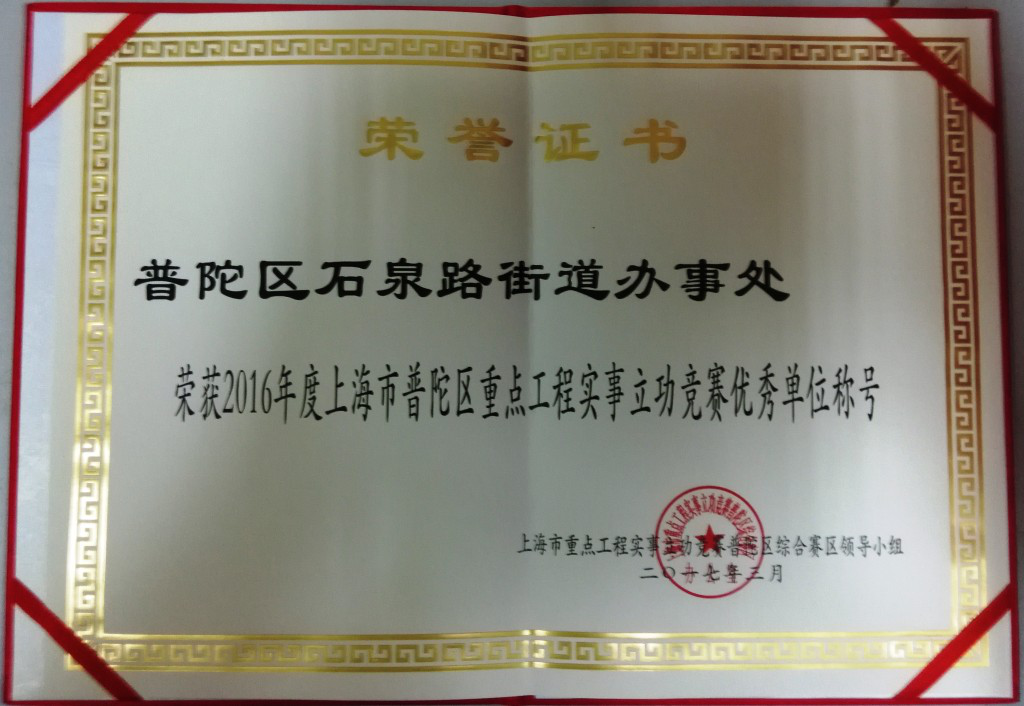 荣誉证书
普陀区石泉路街道办事处
荣获2016年度上海市普陀区重点工程实事立功竞赛优秀单位称号
上海市重点工程实事立功竞赛普陀区综合赛区领导小组
二〇一七年三月